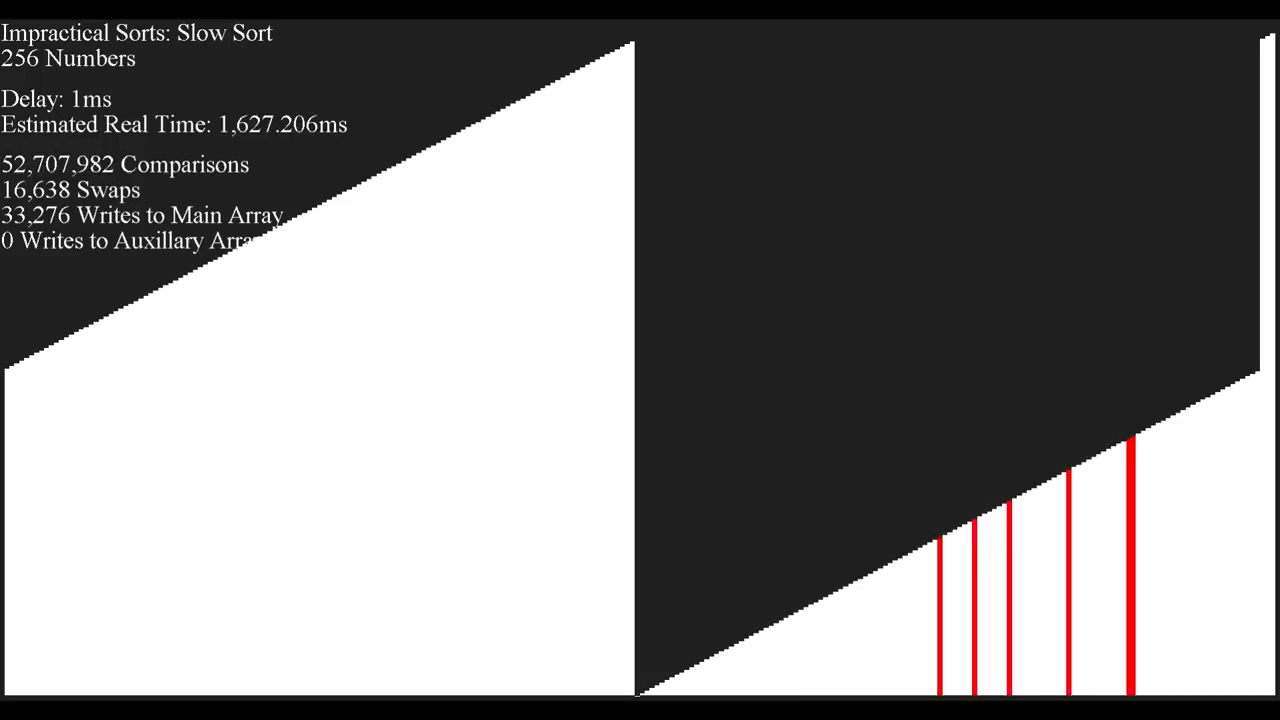 Impractical Sorts: Slow Sort
256 Numbers
Delay: 1ms
Estimated Real Time: 1,627.206ms
52,707,982 Comparisons
16,638 Swaps
33,276 Writes to Main Array
0 Writes to Auxillary Array